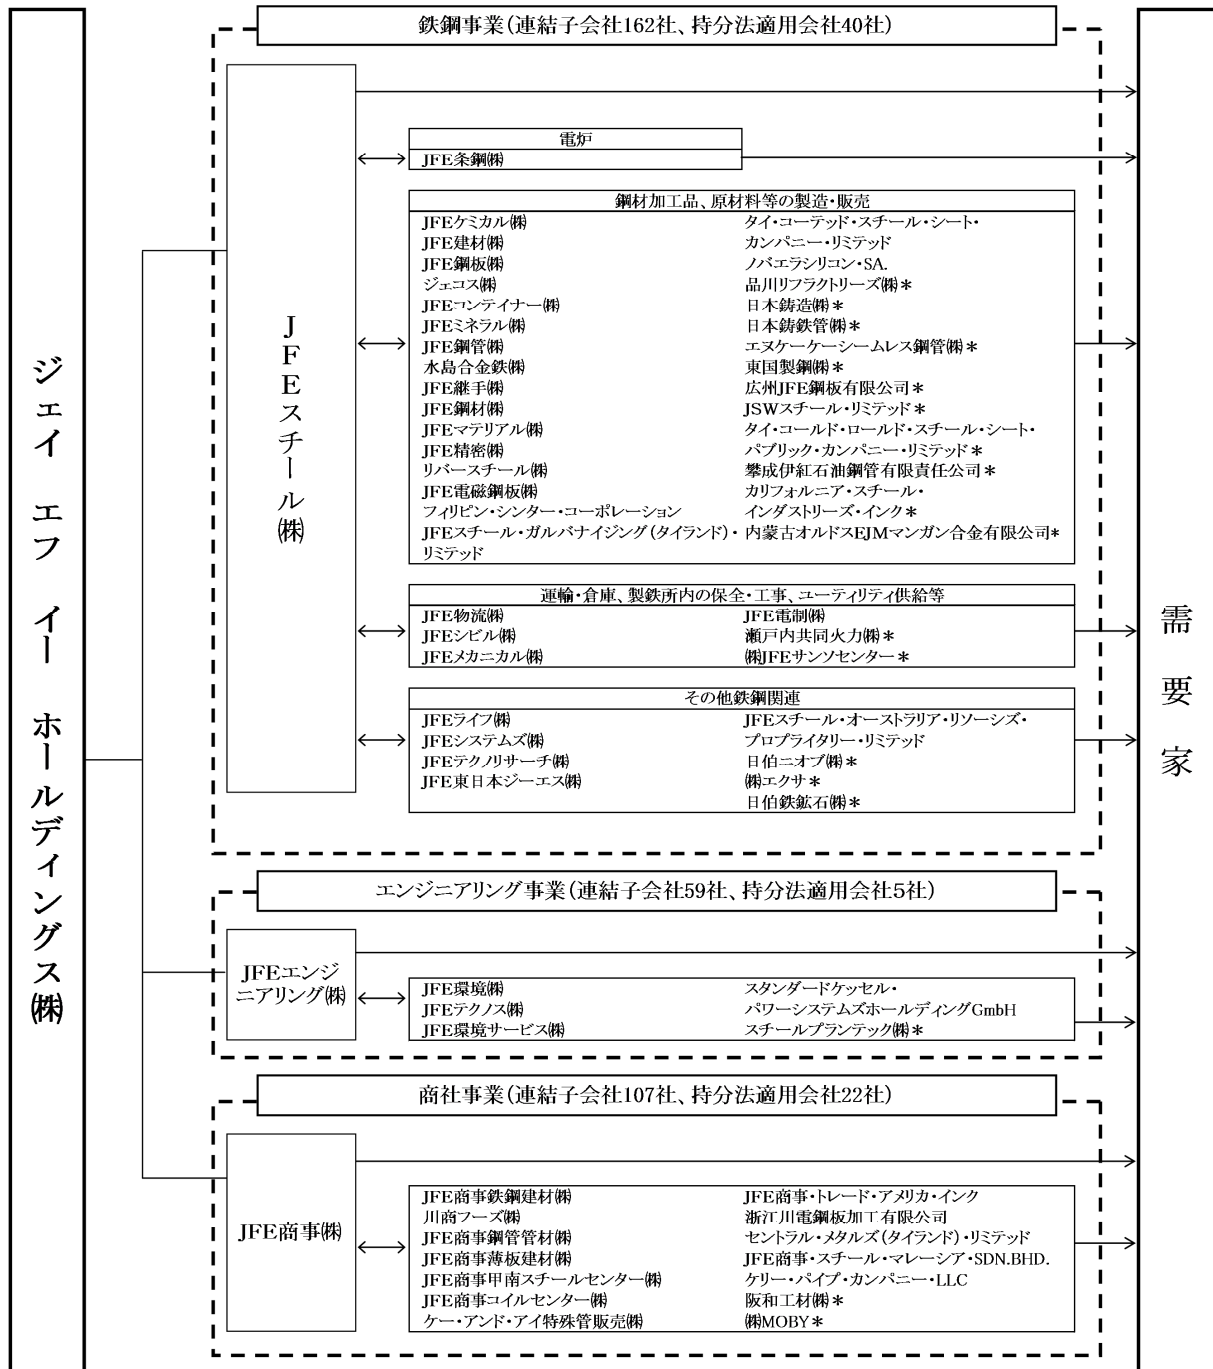 ジェイ エフ イー ホールディングス㈱
鉄鋼事業(連結子会社162社、持分法適用会社40社)
JFEスチール㈱
電炉
JFE条鋼㈱
鋼材加工品、原材料等の製造・販売
JFEケミカル㈱
JFE建材㈱
JFE鋼板㈱
ジェコス㈱
JFEコンテイナー㈱
JFEミネラル㈱
JFE鋼管㈱
水島合金鉄㈱
JFE継手㈱
JFE鋼材㈱
JFEマテリアル㈱
JFE精密㈱
リバースチール㈱
JFE電磁鋼板㈱
フィリピン・シンター・コーポレーション
JFEスチール・ガルバナイジング(タイランド)・
リミテッド
タイ・コーテッド・スチール・シート・
カンパニー・リミテッド
ノバエラシリコン・SA.
品川リフラクトリーズ㈱＊
日本鋳造㈱＊
日本鋳鉄管㈱＊
エヌケーケーシームレス鋼管㈱＊
東国製鋼㈱＊
広州JFE鋼板有限公司＊
JSWスチール・リミテッド＊
タイ・コールド・ロールド・スチール・シート・
パブリック・カンパニー・リミテッド＊
攀成伊紅石油鋼管有限責任公司＊
カリフォルニア・スチール・
インダストリーズ・インク＊
内蒙古オルドスEJMマンガン合金有限公司＊
運輸・倉庫、製鉄所内の保全・工事、ユーティリティ供給等
JFE物流㈱
JFEシビル㈱
JFEメカニカル㈱
JFE電制㈱
瀬戸内共同火力㈱＊
㈱JFEサンソセンター＊
その他鉄鋼関連
JFEライフ㈱
JFEシステムズ㈱
JFEテクノリサーチ㈱
JFE東日本ジーエス㈱
JFEスチール・オーストラリア・リソーシズ・
プロプライタリー・リミテッド
日伯ニオブ㈱＊
㈱エクサ＊
日伯鉄鉱石㈱＊
エンジニアリング事業(連結子会社59社、持分法適用会社5社)
JFEエンジ
ニアリング㈱
JFE環境㈱
JFEテクノス㈱
JFE環境サービス㈱
スタンダードケッセル・
パワーシステムズホールディングGmbH
スチールプランテック㈱＊
商社事業(連結子会社107社、持分法適用会社22社)
JFE商事㈱
JFE商事鉄鋼建材㈱
川商フーズ㈱
JFE商事鋼管管材㈱
JFE商事薄板建材㈱
JFE商事甲南スチールセンター㈱
JFE商事コイルセンター㈱
ケー・アンド・アイ特殊管販売㈱
JFE商事・トレード・アメリカ・インク
浙江川電鋼板加工有限公司
セントラル・メタルズ(タイランド)・リミテッド
JFE商事・スチール・マレーシア・SDN.BHD.
ケリー・パイプ・カンパニー・LLC
阪和工材㈱＊
㈱MOBY＊
需要家